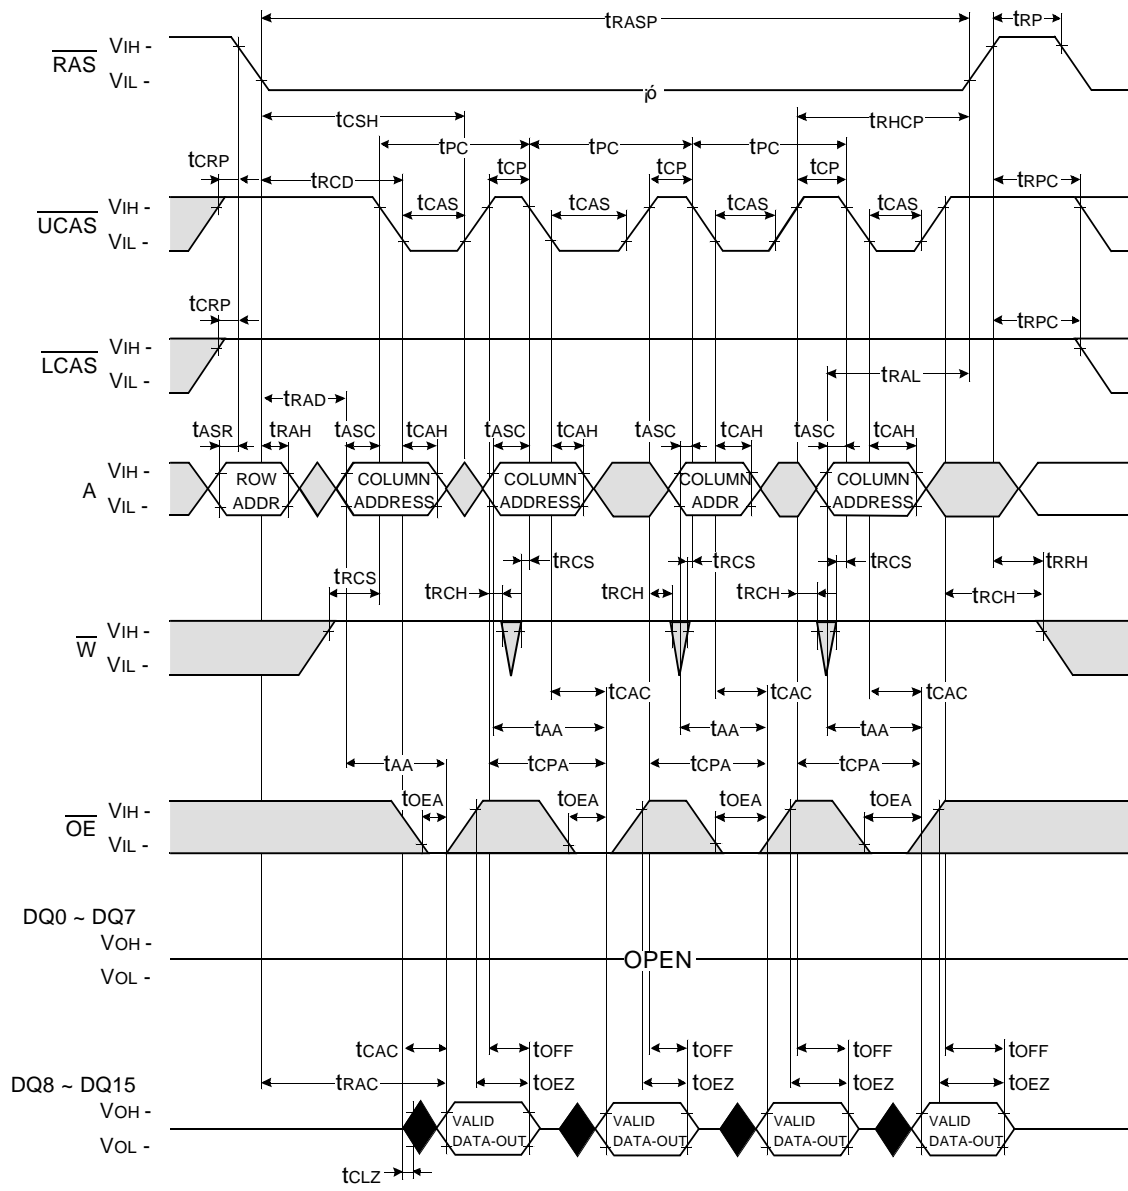 tRASP
tRP
RAS
VIH -
VIL -
ió
tCSH
tRHCP
tPC
tPC
tPC
tCRP
tRCD
tCP
tCP
tCP
tRPC
UCAS
VIH -
VIL -
tCAS
tCAS
tCAS
tCAS
tCRP
tRPC
LCAS
VIH -
VIL -
tRAL
tRAD
tASR
tRAH
tASC
tCAH
tASC
tCAH
tASC
tCAH
tASC
tCAH
A
VIH -
VIL -
ROW
ADDR
COLUMN
ADDRESS
COLUMN
ADDRESS
COLUMN
ADDR
COLUMN
ADDRESS
tRCS
tRCS
tRCS
tRRH
tRCS
tRCH
tRCH
tRCH
tRCH
W
VIH -
VIL -
tCAC
tCAC
tCAC
tAA
tAA
tAA
tAA
tCPA
tCPA
tCPA
tOEA
tOEA
tOEA
tOEA
OE
VIH -
VIL -
DQ0 ~ DQ7
VOH -
VOL -
OPEN
tCAC
tOFF
tOFF
tOFF
tOFF
DQ8 ~ DQ15
tRAC
tOEZ
tOEZ
tOEZ
tOEZ
VOH -
VOL -
VALID
DATA-OUT
VALID
DATA-OUT
VALID
DATA-OUT
VALID
DATA-OUT
tCLZ